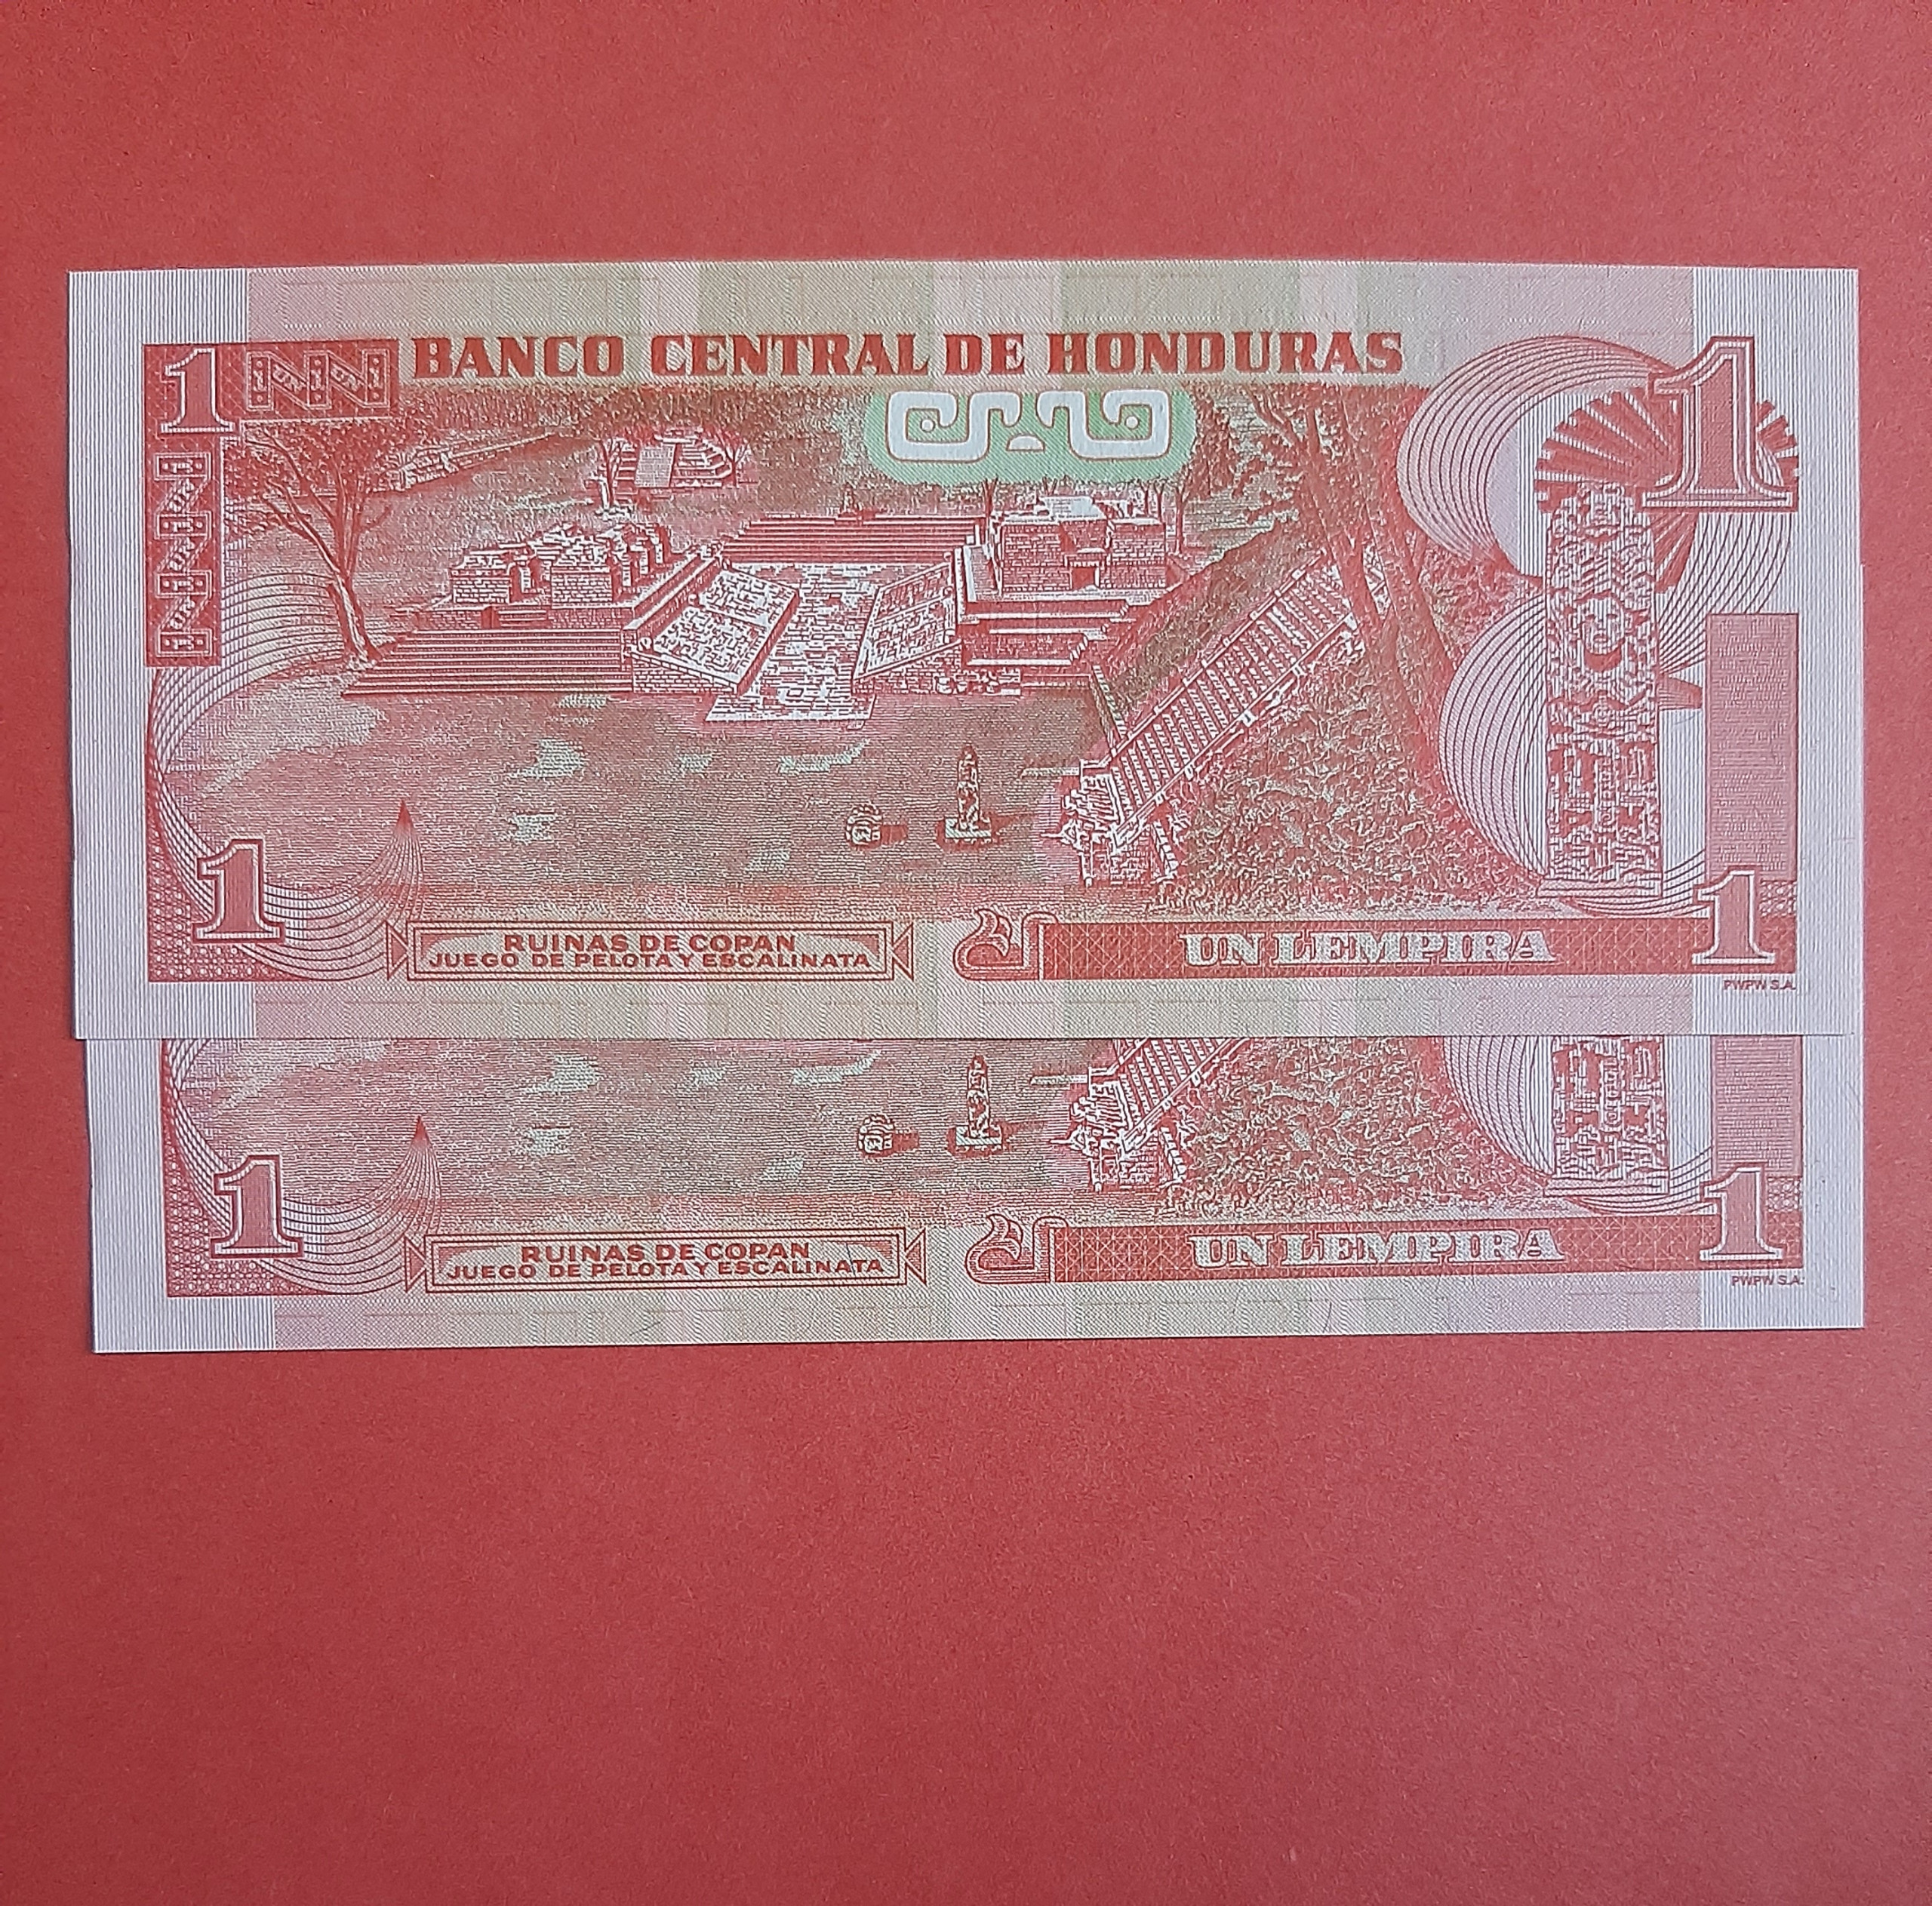 1 BANCO CENTRAL DE HONDURAS 1
1 1
RUINAS DE COPAN
JUEGO DE PELOTA Y ESCALINATA
UN LEMPIRA
PWPW S.A.
1 1
RUINAS DE COPAN
JUEGO DE PELOTA Y ESCALINATA
UN LEMPIRA
PWPW S.A.